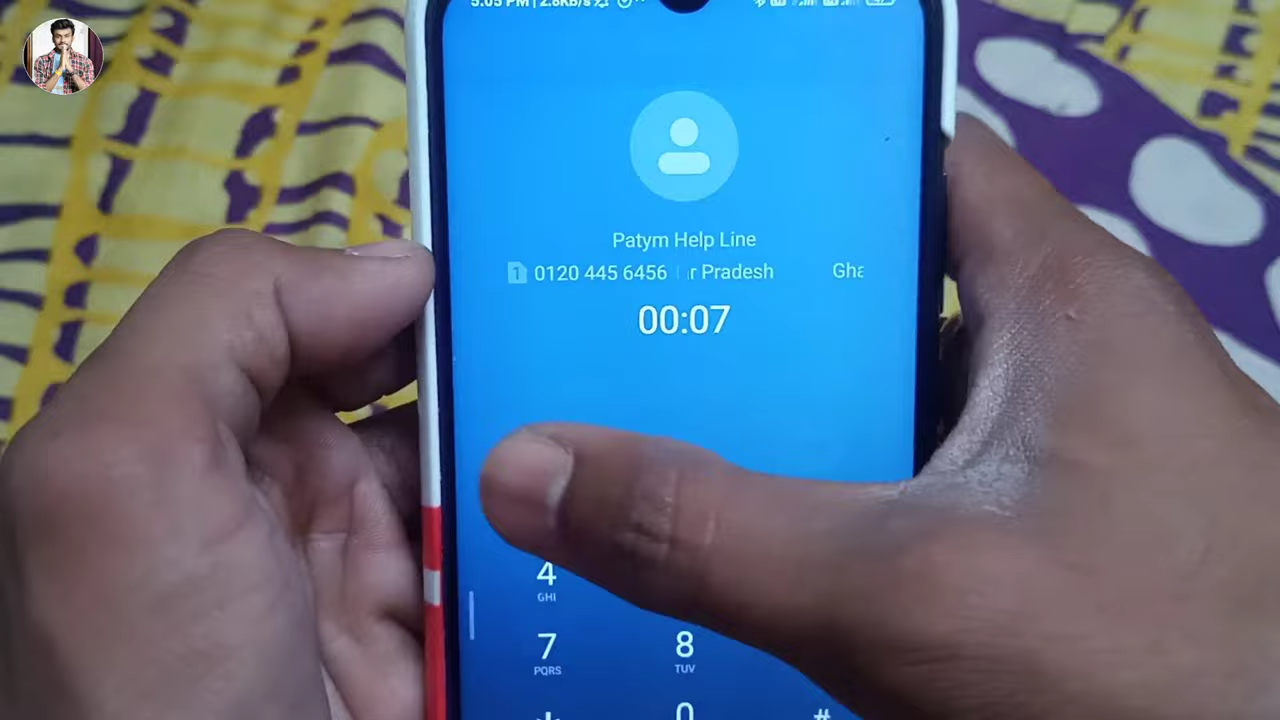 5:05 PM | 2.8KB/s
Patym Help Line
1 0120 445 6456 r Pradesh Gha
00:07
4
GHI
7 8
PQRS TUV
* 0 #